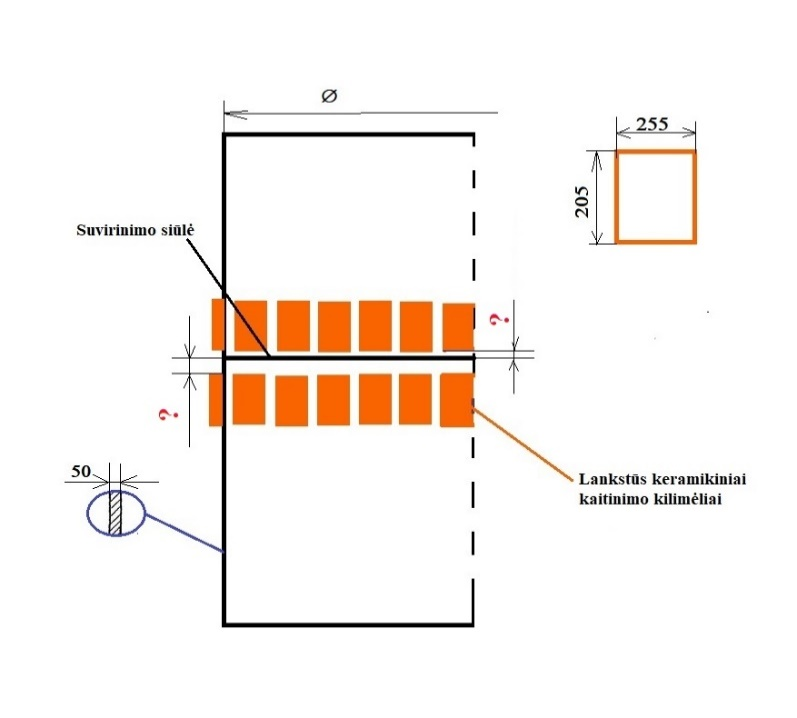 Ø
255
205
Suvirinimo siūlė
?
?
50
Lankstūs keramikiniai
kaitinimo kilimėliai